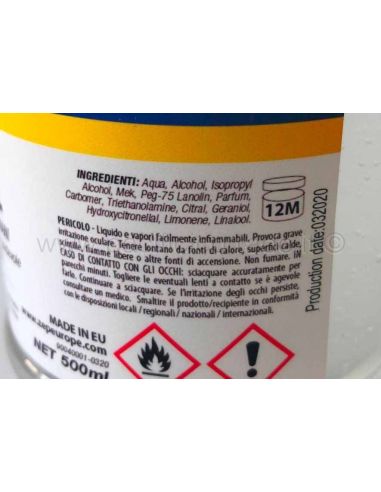 INGREDIENTI: Aqua, Alcohol, Isopropyl
Alcohol, Mek, Peg-75 Lanolin, Parfum,
Carbomer, Triethanolamine, Citral, Geraniol,
Hydroxycitronellal, Limonene, Linalool.
12M
PERICOLO - Liquido e vapori facilmente infiammabili. Provoca grave
irritazione oculare. Tenere lontano da fonti di calore, superfici calde,
scintille, fiamme libere o altre fonti di accensione. Non fumare. IN
CASO DI CONTATTO CON GLI OCCHI: sciacquare accuratamente per
parecchi minuti. Togliere le eventuali lenti a contatto se è agevole
farlo. Continuare a sciacquare. Se l'irritazione degli occhi persiste,
consultare un medico. Smaltire il prodotto/recipiente in conformità
con le disposizioni locali / regionali / nazionali / internazionali.
Production date:032020
MADE IN EU
www.zepeurope.com
90040001-0320
NET 500ml